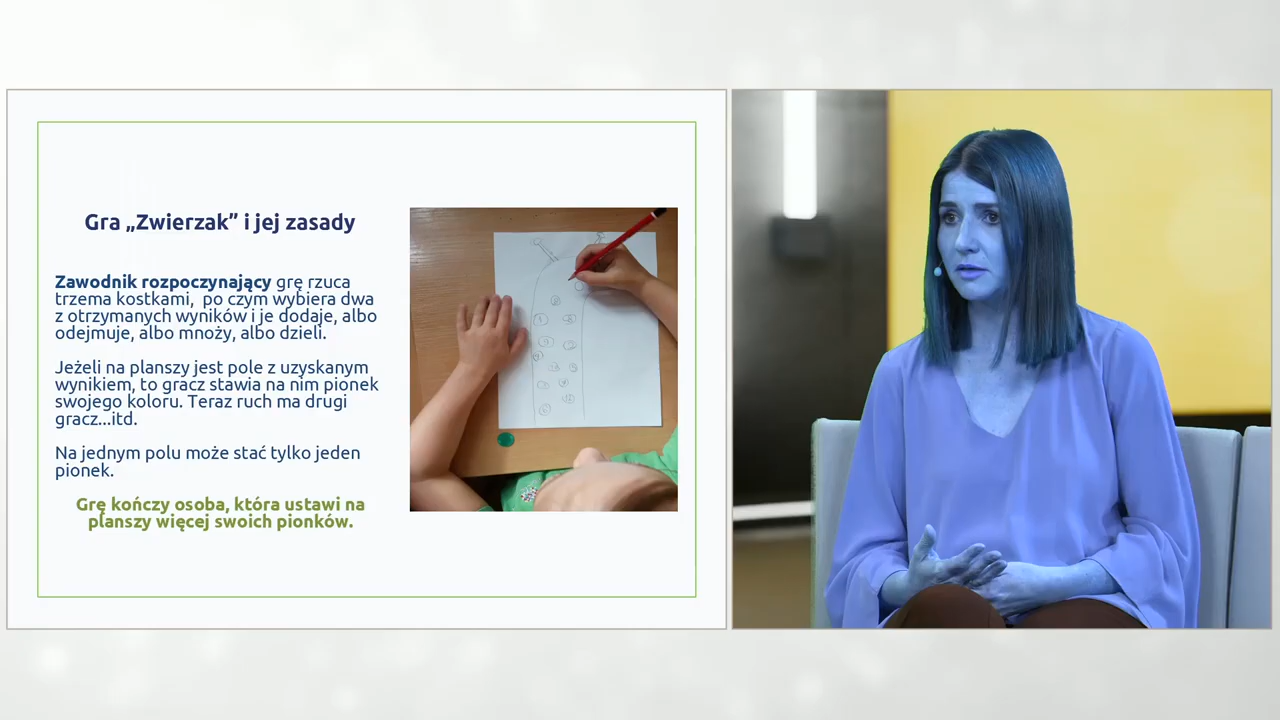 Gra „Zwierzak” i jej zasady
Zawodnik rozpoczynający grę rzuca
trzema kostkami, po czym wybiera dwa
z otrzymanych wyników i je dodaje, albo
odejmuje, albo mnoży, albo dzieli.
Jeżeli na planszy jest pole z uzyskanym
wynikiem, to gracz stawia na nim pionek
swojego koloru. Teraz ruch ma drugi
gracz...itd.
Na jednym polu może stać tylko jeden
pionek.
Grę kończy osoba, która ustawi na
planszy więcej swoich pionków.